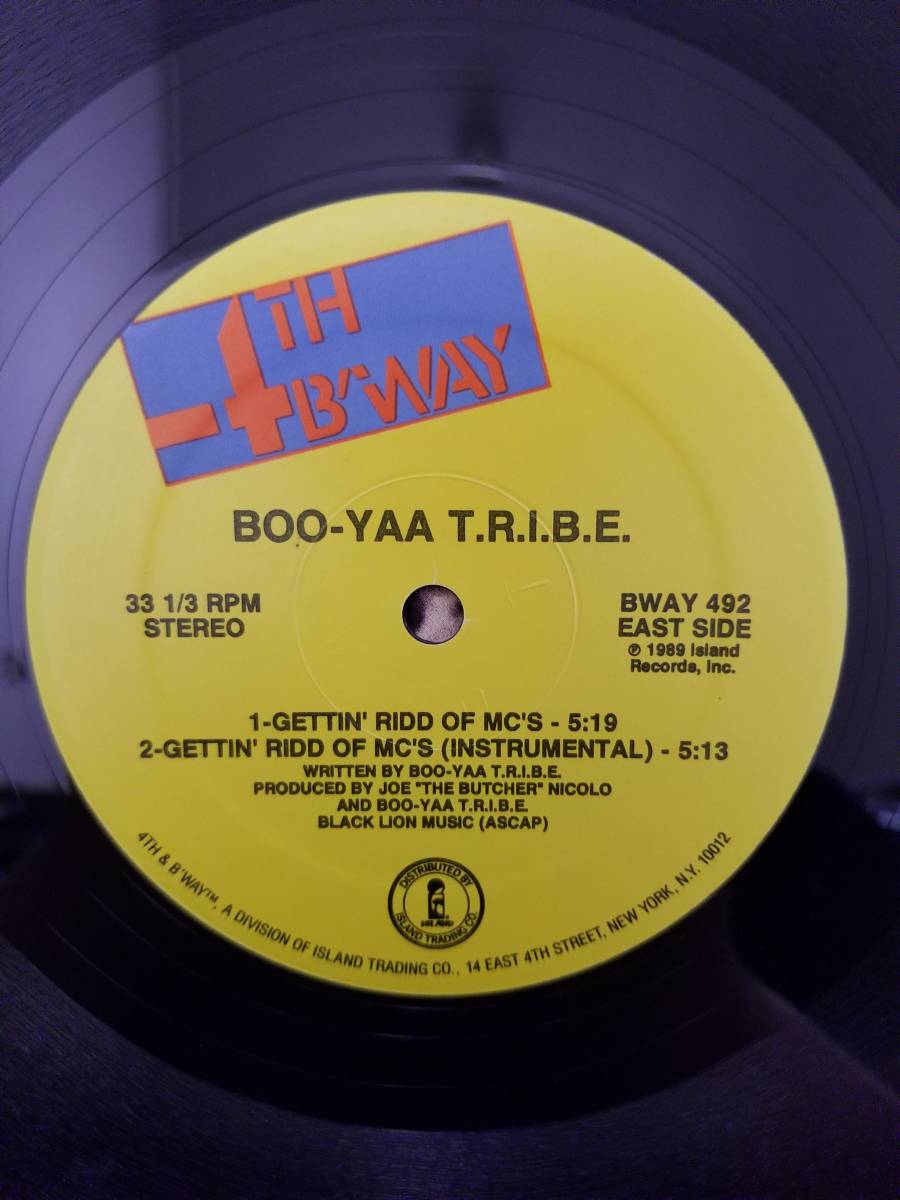 4TH
B'WAY
BOO-YAA T.R.I.B.E.
33 1/3 RPM
STEREO
BWAY 492
EAST SIDE
℗ 1989 Island
Records, Inc.
1-GETTIN' RIDD OF MC'S - 5:19
2-GETTIN' RIDD OF MC'S (INSTRUMENTAL) - 5:13
WRITTEN BY BOO-YAA T.R.I.B.E.
PRODUCED BY JOE "THE BUTCHER" NICOLO
AND BOO-YAA T.R.I.B.E.
BLACK LION MUSIC (ASCAP)
DISTRIBUTED BY
ISLAND
ISLAND TRADING CO.
4TH & B'WAY™, A DIVISION OF ISLAND TRADING CO., 14 EAST 4TH STREET, NEW YORK, N.Y. 10012